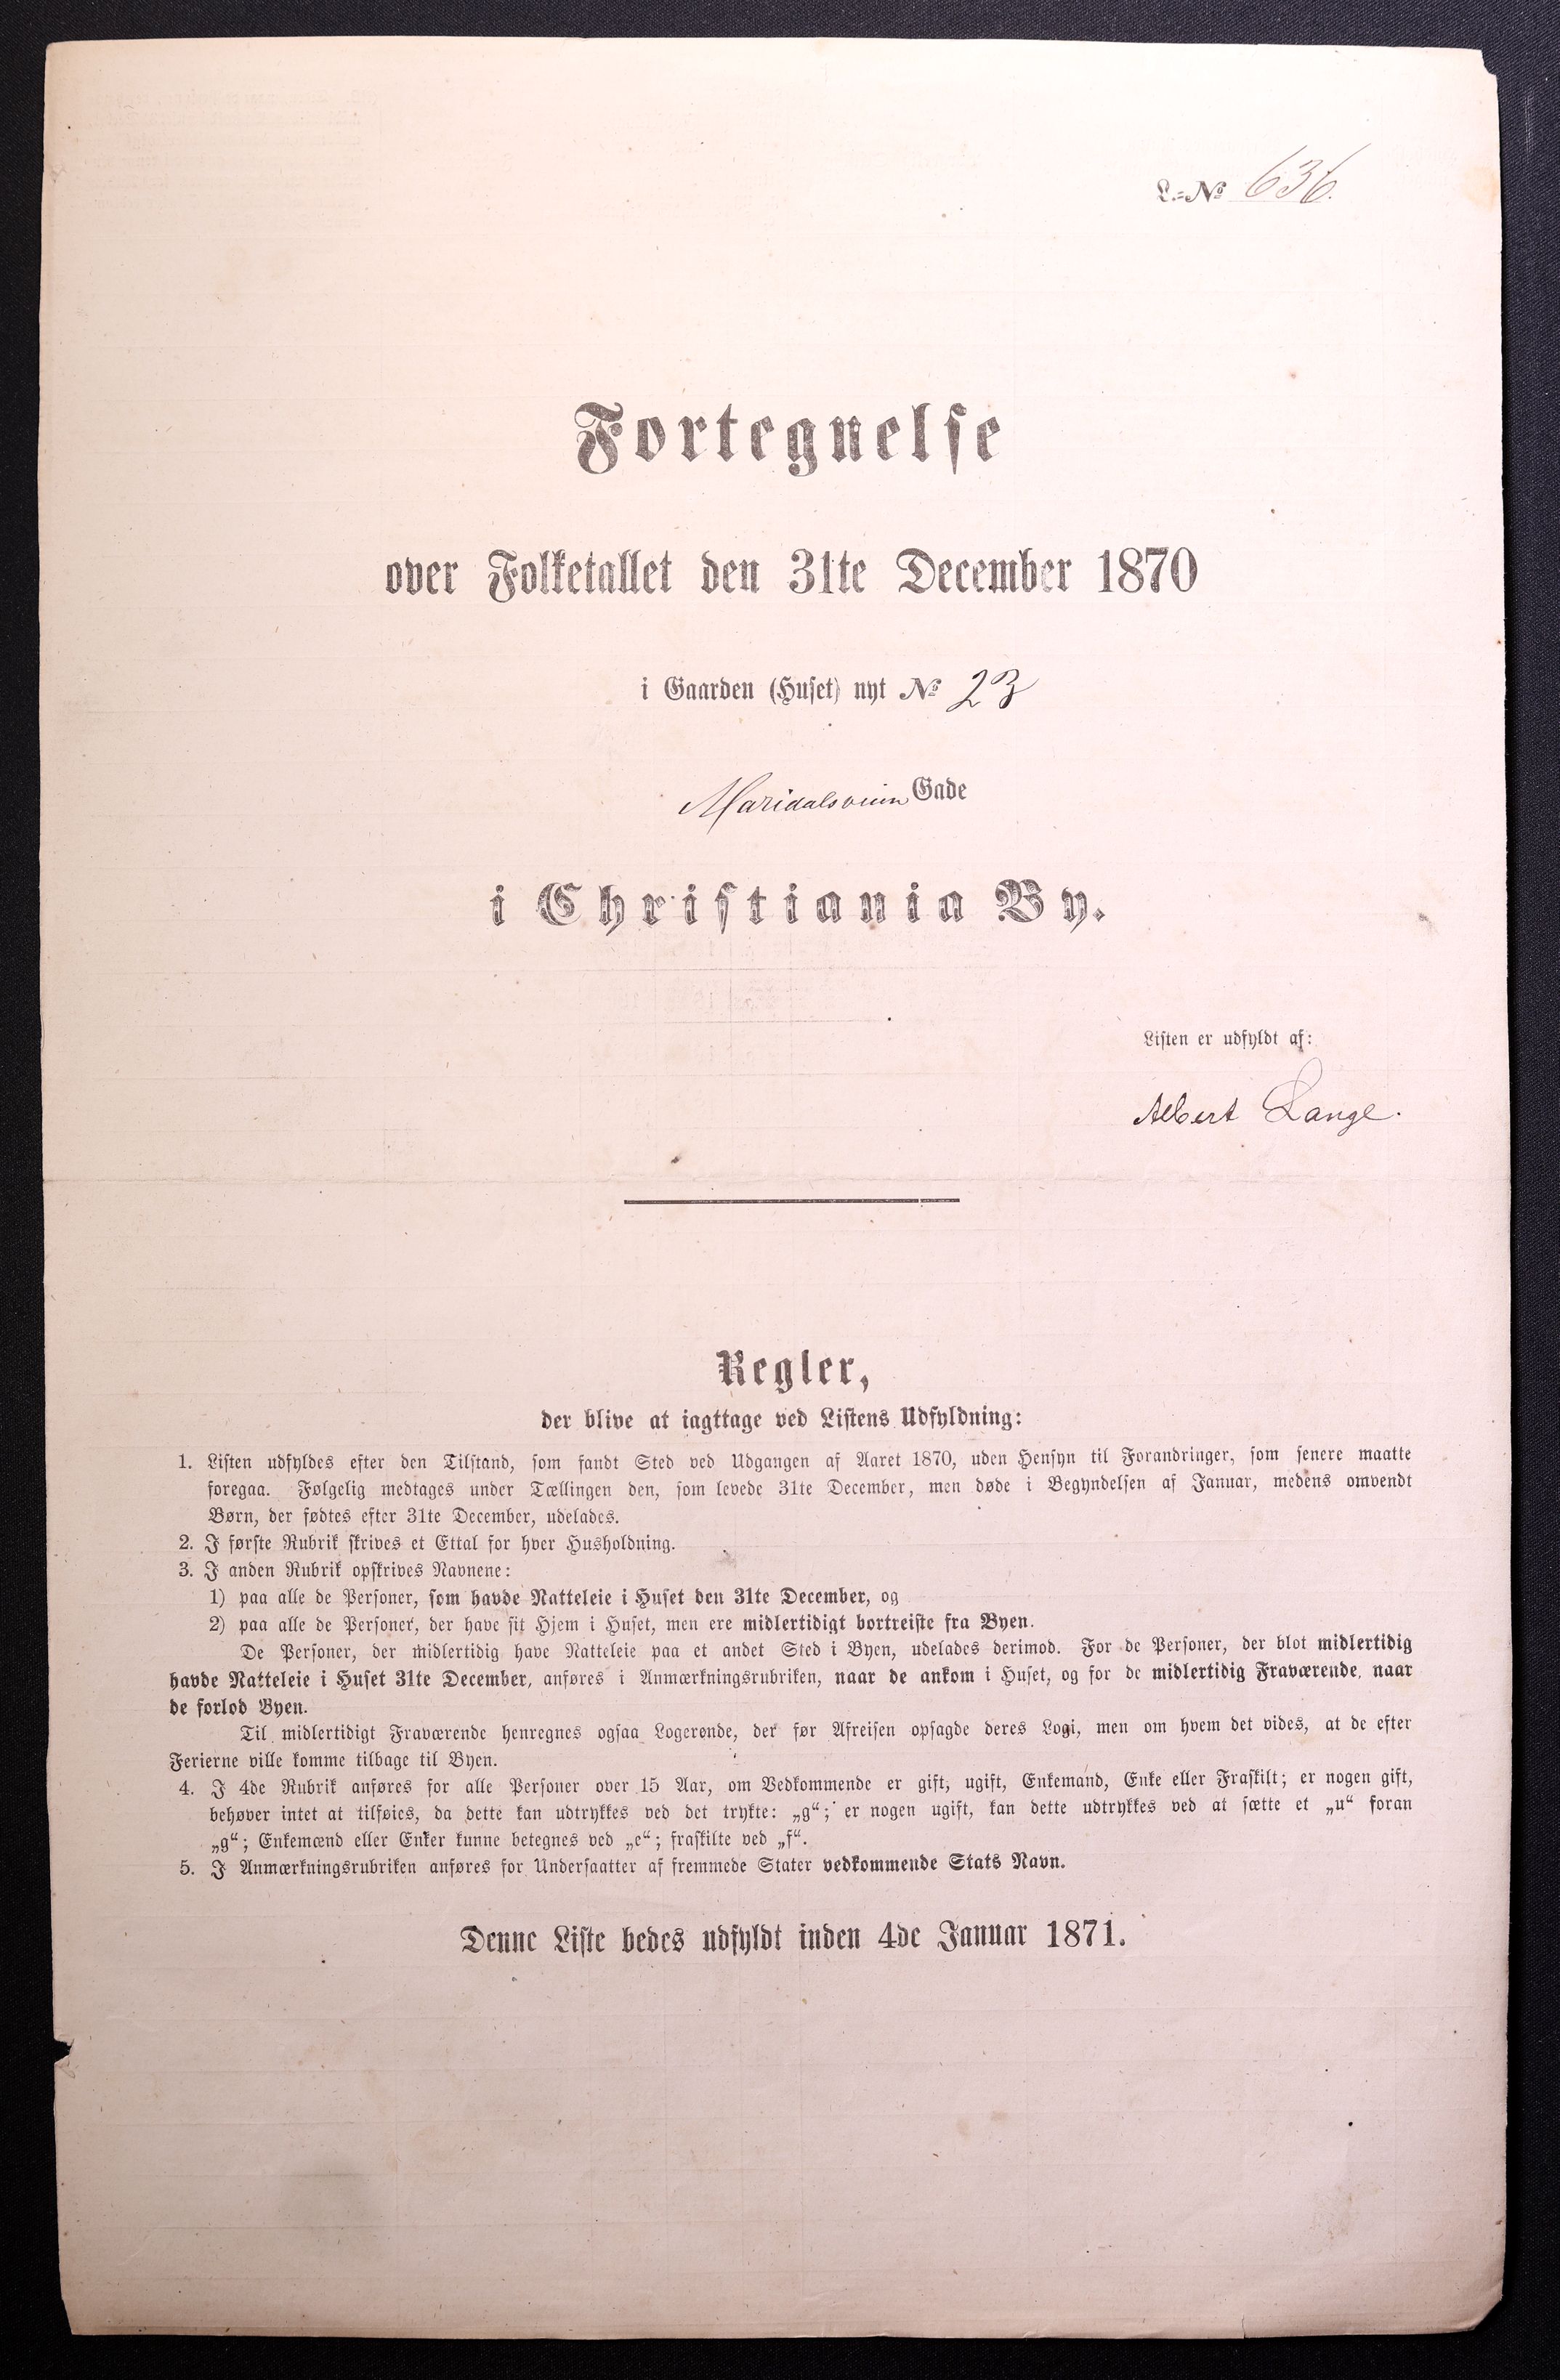 L.-№ 636.
Fortegnelse
over Folketallet den 31te December 1870
i Gaarden (Huset) nyt № 23
Maridalsveien Gade
i Christiania By.
Listen er udfyldt af:
Albert Lange.
Regler,
der blive at iagttage ved Listens Udfyldning:
1. Listen udfyldes efter den Tilstand, som fandt Sted ved Udgangen af Aaret 1870, uden Hensyn til Forandringer, som senere maatte
foregaa. Følgelig medtages under Tællingen den, som levede 31te December, men døde i Begyndelsen af Januar, medens omvendt
Børn, der fødtes efter 31te December, udelades.
2. I første Rubrik skrives et Ettal for hver Husholdning.
3. I anden Rubrik opskrives Navnene:
1) paa alle de Personer, som havde Natteleie i Huset den 31te December, og
2) paa alle de Personer, der have sit Hjem i Huset, men ere midlertidigt bortreiste fra Byen.
De Personer, der midlertidig have Natteleie paa et andet Sted i Byen, udelades derimod. For de Personer, der blot midlertidig
havde Natteleie i Huset 31te December, anføres i Anmærkningsrubriken, naar de ankom i Huset, og for de midlertidig Fraværende, naar
de forlod Byen.
Til midlertidigt Fraværende henregnes ogsaa Logerende, der før Afreisen opsagde deres Logi, men om hvem det vides, at de efter
Ferierne ville komme tilbage til Byen.
4. I 4de Rubrik anføres for alle Personer over 15 Aar, om Vedkommende er gift, ugift, Enkemand, Enke eller Fraskilt; er nogen gift,
behøver intet at tilføies, da dette kan udtrykkes ved det trykte: „g“; er nogen ugift, kan dette udtrykkes ved at sætte et „u“ foran
„g“; Enkemænd eller Enker kunne betegnes ved „e“; fraskilte ved „f“.
5. I Anmærkningsrubriken anføres for Undersaatter af fremmede Stater vedkommende Stats Navn.
Denne Liste bedes udfyldt inden 4de Januar 1871.